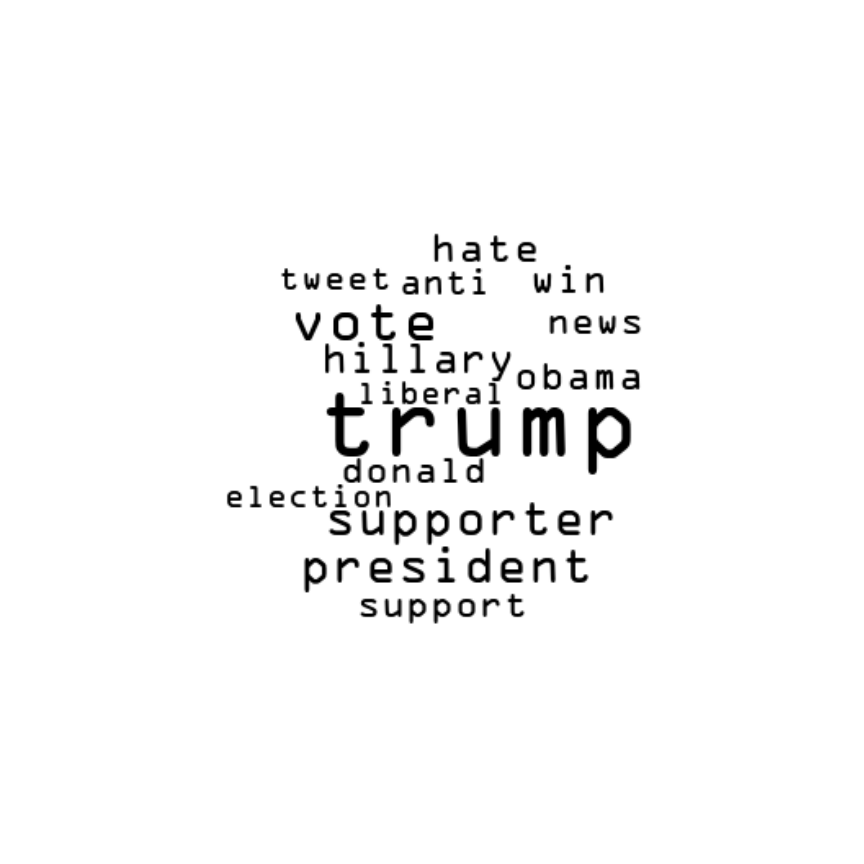 hate
tweet anti win
vote news
hillary
obama
liberal
trump
donald
election
supporter
president
support